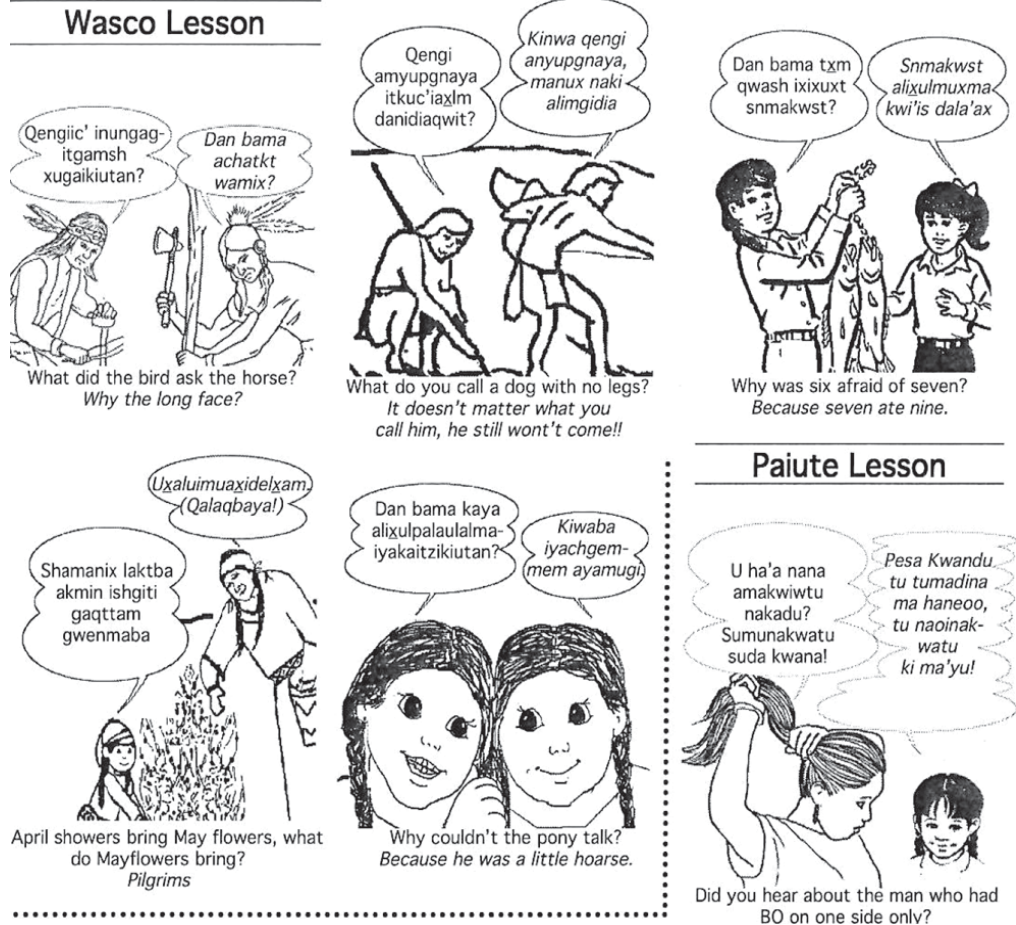 Wasco Lesson
Qengiic' inungag-
itgamsh
xugaikiutan?
Dan bama
achatkt
wamix?
What did the bird ask the horse?
Why the long face?
Qengi
amyupgnaya
itkuc'iaxlm
danidiaqwit?
Kinwa qengi
anyupgnaya,
manux naki
alimgidia
What do you call a dog with no legs?
It doesn't matter what you
call him, he still wont't come!!
Dan bama txm
qwash ixixuxt
snmakwst?
Snmakwst
alixulmuxma
kwi'is dala'ax
Why was six afraid of seven?
Because seven ate nine.
Shamanix laktba
akmin ishgiti
gaqttam
gwenmaba
Uxaluimuaxidelxam.
(Qalaqbaya!)
April showers bring May flowers, what
do Mayflowers bring?
Pilgrims
Dan bama kaya
alixulpalaulalma-
iyakaitzikiutan?
Kiwaba
iyachgem-
mem ayamugi.
Why couldn't the pony talk?
Because he was a little hoarse.
Paiute Lesson
U ha'a nana
amakwiwtu
nakadu?
Sumunakwatu
suda kwana!
Pesa Kwandu
tu tumadina
ma haneoo,
tu naoinak-
watu
ki ma'yu!
Did you hear about the man who had
BO on one side only?